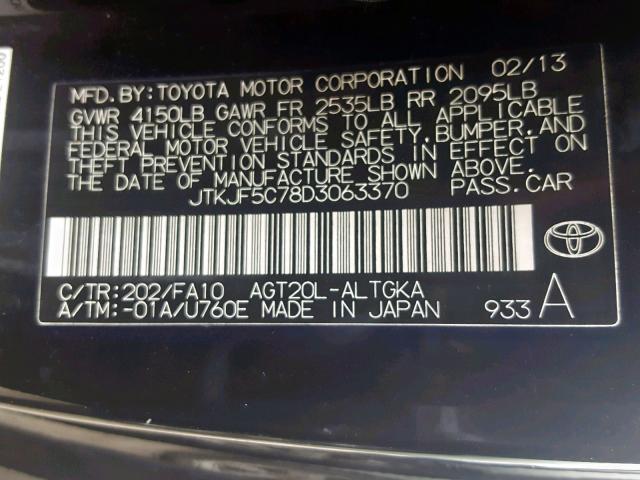 MFD.BY:TOYOTA MOTOR CORPORATION 02/13
GVWR 4150LB GAWR FR 2535LB RR 2095LB
THIS VEHICLE CONFORMS TO ALL APPLICABLE
FEDERAL MOTOR VEHICLE SAFETY,BUMPER,AND
THEFT PREVENTION STANDARDS IN EFFECT ON
THE DATE OF MANUFACTURE SHOWN ABOVE.
JTKJF5C78D3063370 PASS.CAR
C/TR:202/FA10 AGT20L-ALTGKA
A/TM:-01A/U760E MADE IN JAPAN 933 A